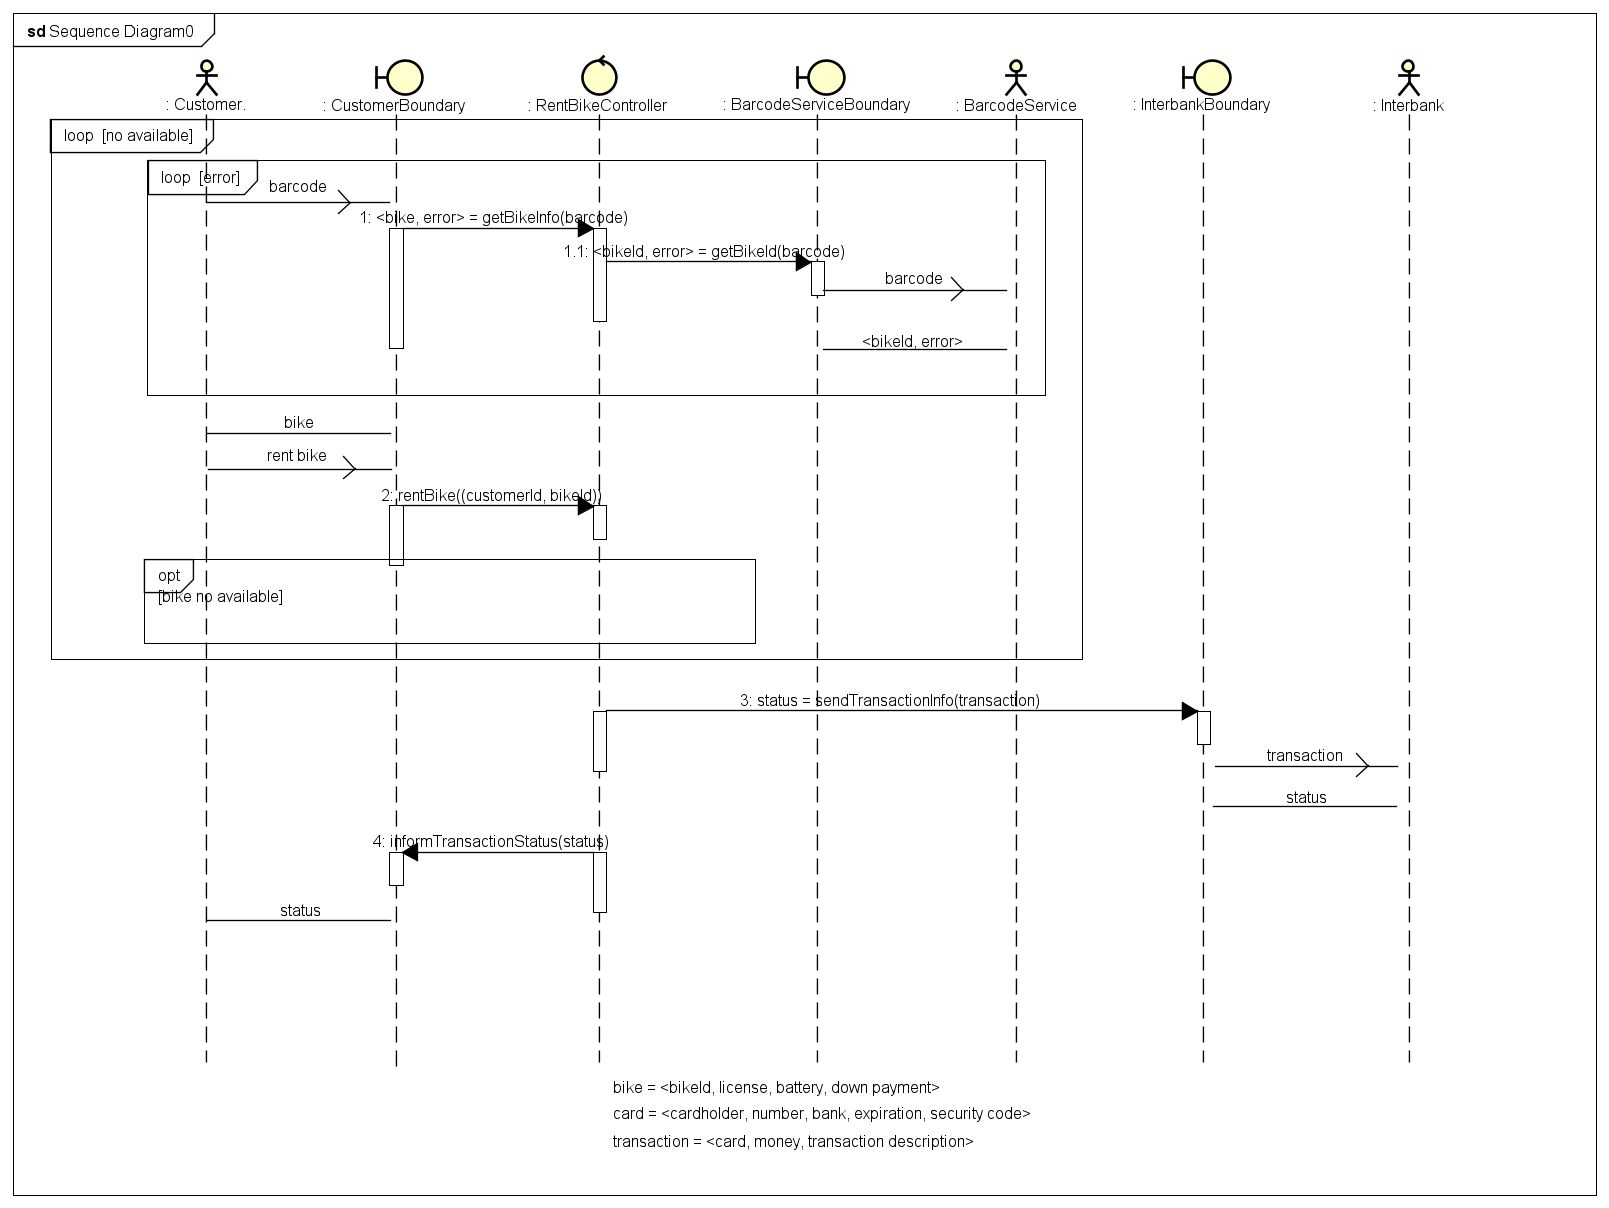 sd Sequence Diagram0
: Customer.
: CustomerBoundary
: RentBikeController
: BarcodeServiceBoundary
: BarcodeService
: InterbankBoundary
: Interbank
loop [no available]
loop [error]
barcode
1: <bike, error> = getBikeInfo(barcode)
1.1: <bikeId, error> = getBikeId(barcode)
barcode
<bikeId, error>
bike
rent bike
2: rentBike((customerId, bikeId))
opt
[bike no available]
3: status = sendTransactionInfo(transaction)
transaction
status
4: informTransactionStatus(status)
status
bike = <bikeId, license, battery, down payment>
card = <cardholder, number, bank, expiration, security code>
transaction = <card, money, transaction description>